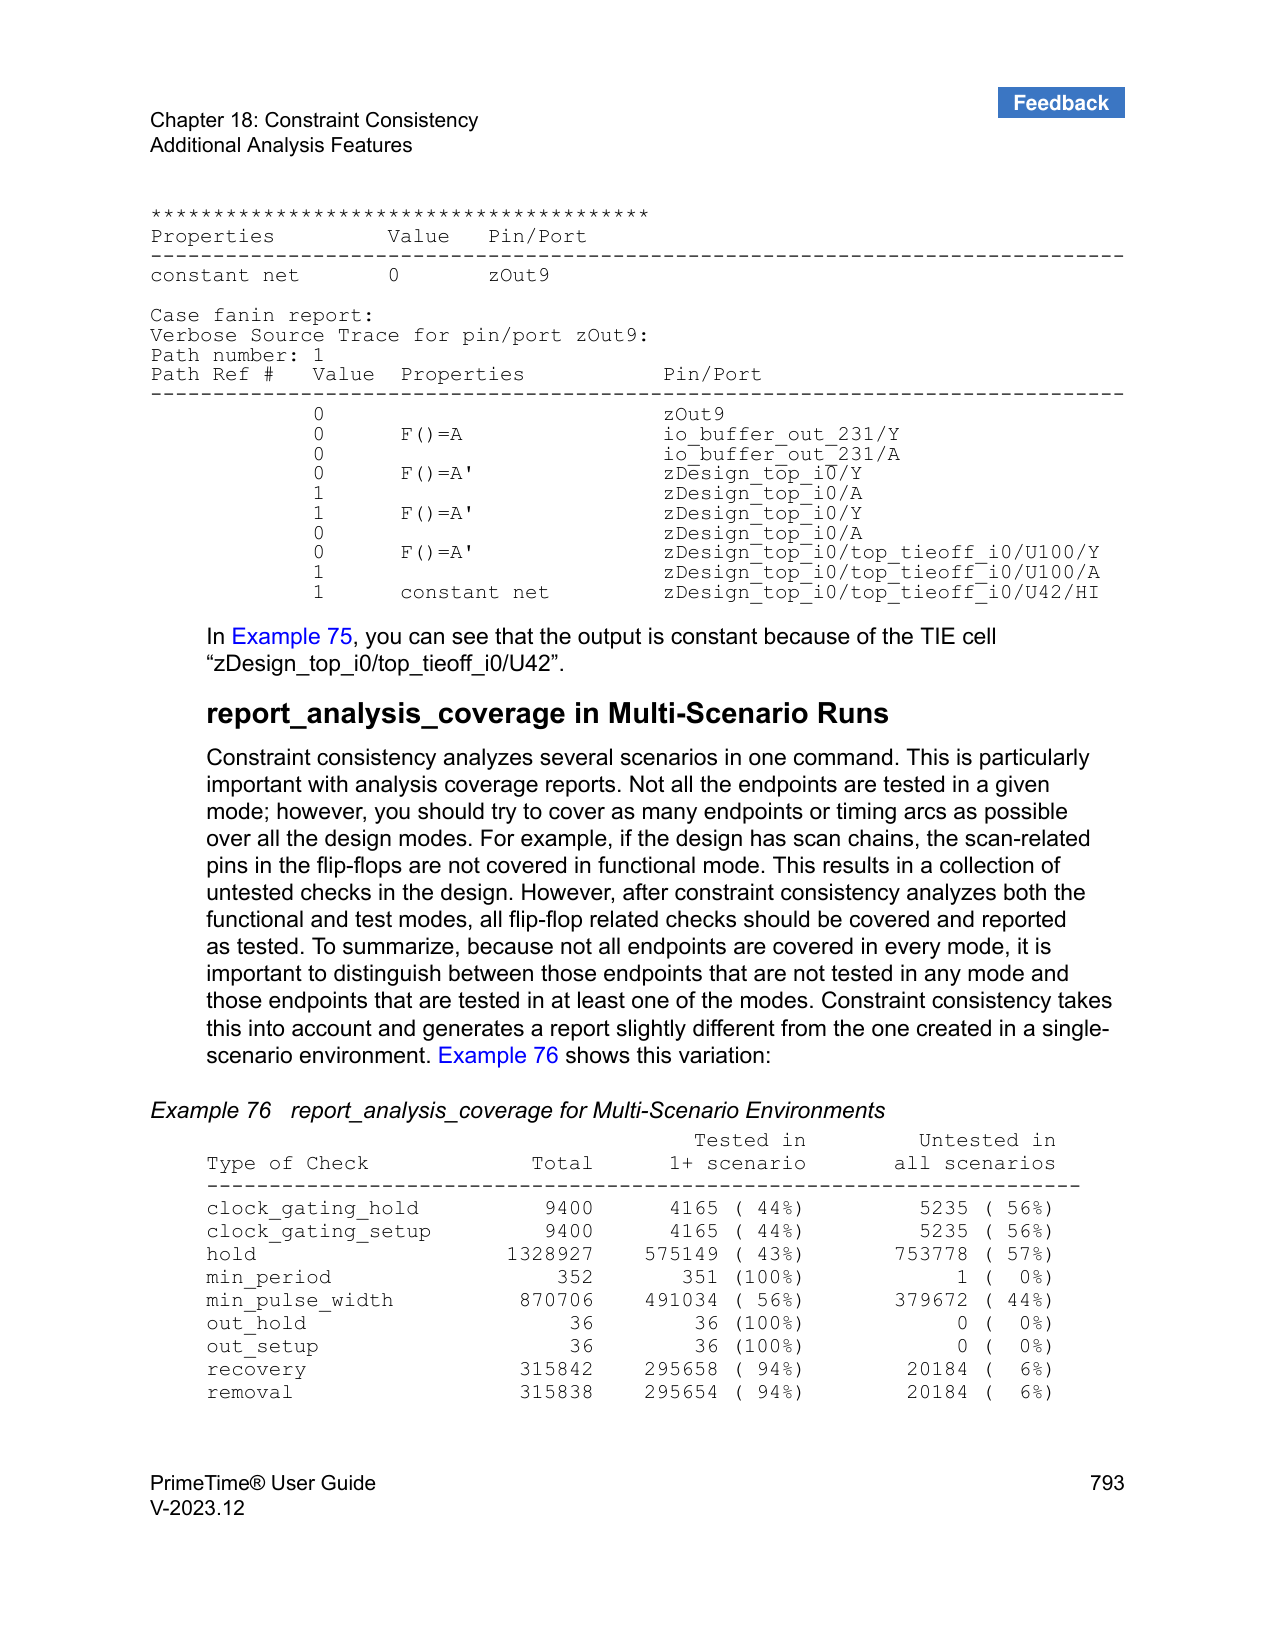 Feedback
Chapter 18: Constraint Consistency
Additional Analysis Features
****************************************
Properties         Value   Pin/Port
------------------------------------------------------------------------------
constant net       0       zOut9
Case fanin report:
Verbose Source Trace for pin/port zOut9:
Path number: 1
Path Ref #   Value  Properties           Pin/Port
------------------------------------------------------------------------------
             0                           zOut9
             0      F()=A                io_buffer_out_231/Y
             0                           io_buffer_out_231/A
             0      F()=A'               zDesign_top_i0/Y
             1                           zDesign_top_i0/A
             1      F()=A'               zDesign_top_i0/Y
             0                           zDesign_top_i0/A
             0      F()=A'               zDesign_top_i0/top_tieoff_i0/U100/Y
             1                           zDesign_top_i0/top_tieoff_i0/U100/A
             1      constant net         zDesign_top_i0/top_tieoff_i0/U42/HI
In Example 75, you can see that the output is constant because of the TIE cell
“zDesign_top_i0/top_tieoff_i0/U42”.
report_analysis_coverage in Multi-Scenario Runs
Constraint consistency analyzes several scenarios in one command. This is particularly
important with analysis coverage reports. Not all the endpoints are tested in a given
mode; however, you should try to cover as many endpoints or timing arcs as possible
over all the design modes. For example, if the design has scan chains, the scan-related
pins in the flip-flops are not covered in functional mode. This results in a collection of
untested checks in the design. However, after constraint consistency analyzes both the
functional and test modes, all flip-flop related checks should be covered and reported
as tested. To summarize, because not all endpoints are covered in every mode, it is
important to distinguish between those endpoints that are not tested in any mode and
those endpoints that are tested in at least one of the modes. Constraint consistency takes
this into account and generates a report slightly different from the one created in a single-
scenario environment. Example 76 shows this variation:
Example 76   report_analysis_coverage for Multi-Scenario Environments
                                       Tested in         Untested in
Type of Check             Total      1+ scenario       all scenarios
----------------------------------------------------------------------
clock_gating_hold          9400      4165 ( 44%)         5235 ( 56%)
clock_gating_setup         9400      4165 ( 44%)         5235 ( 56%)
hold                    1328927    575149 ( 43%)       753778 ( 57%)
min_period                  352       351 (100%)            1 (  0%)
min_pulse_width          870706    491034 ( 56%)       379672 ( 44%)
out_hold                     36        36 (100%)            0 (  0%)
out_setup                    36        36 (100%)            0 (  0%)
recovery                 315842    295658 ( 94%)        20184 (  6%)
removal                  315838    295654 ( 94%)        20184 (  6%)
PrimeTime® User Guide 793
V-2023.12